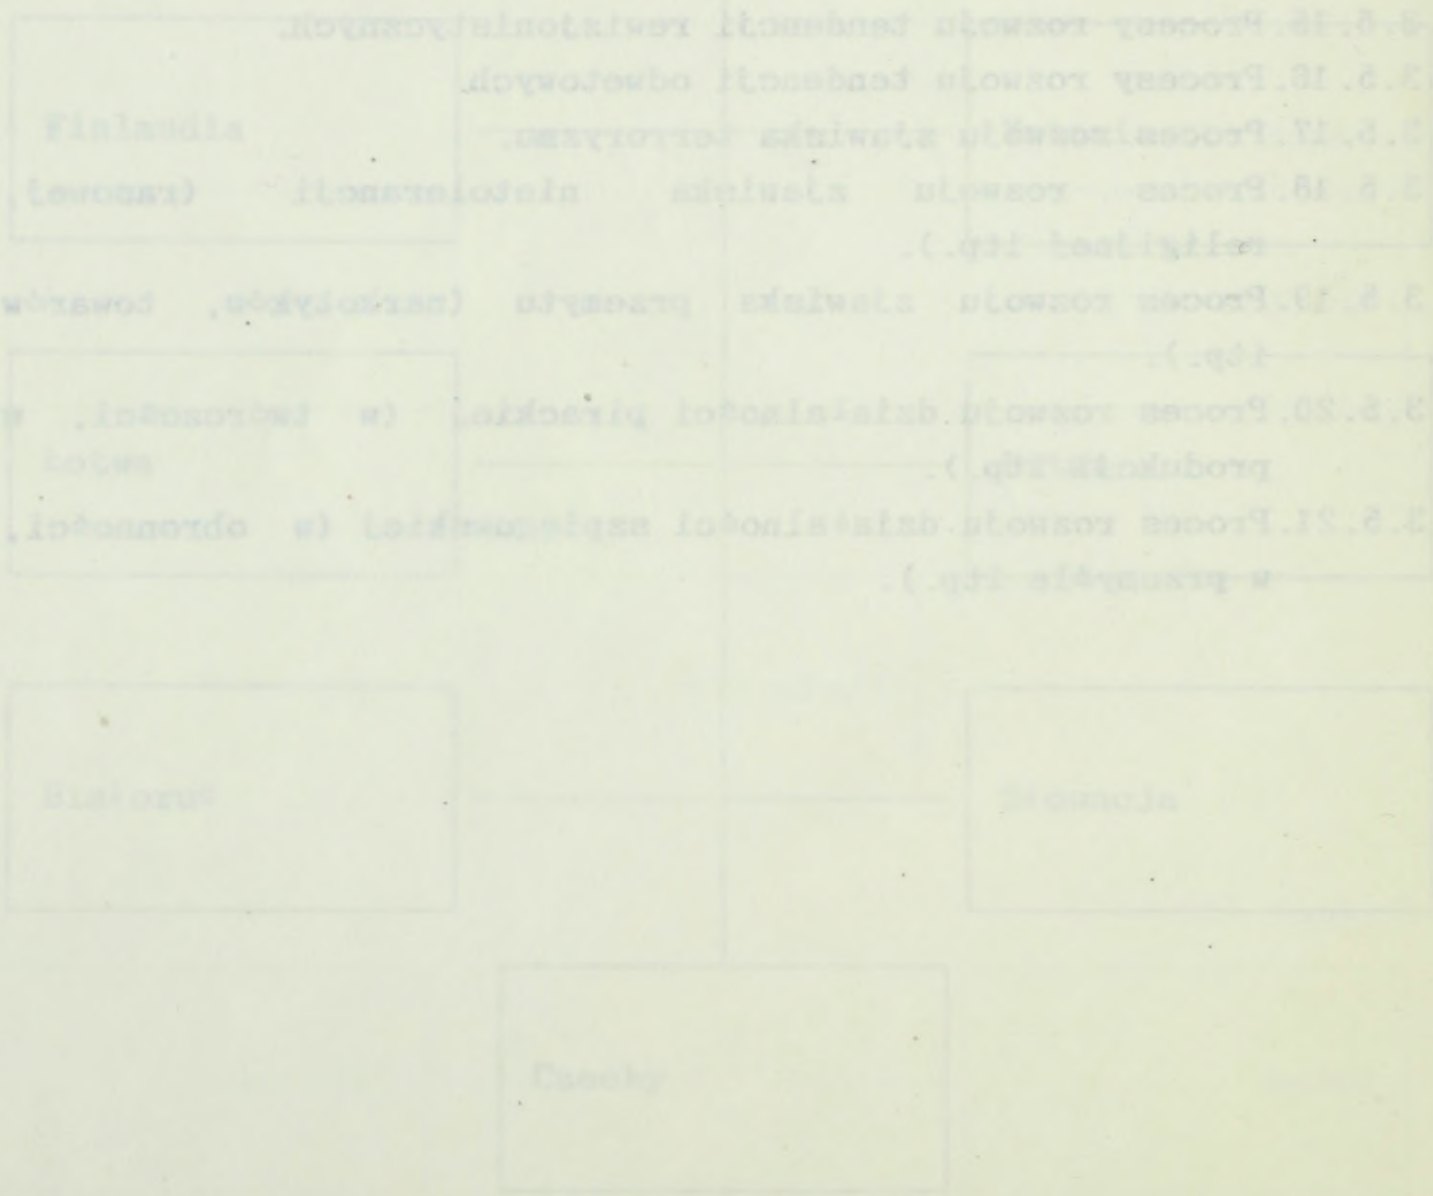 3.5.15.Procesy rozwoju tendencji rewizjonistycznych.
3.5.16.Procesy rozwoju tendencji odwetowych.
3.5.17.Proces rozwoju zjawiska terroryzmu.
3.5.18.Proces rozwoju zjawiska nietolerancji (rasowej,
religijnej itp.).
3.5.19.Proces rozwoju zjawiska przemytu (narkotyków, towarów
itp.).
3.5.20.Proces rozwoju działalności pirackiej (w twórczości, w
produkcji itp.).
3.5.21.Proces rozwoju działalności szpiegowskiej (w obronności,
w przemyśle itp.).
Finlandia
Łotwa
Białoruś
Słowacja
Czechy